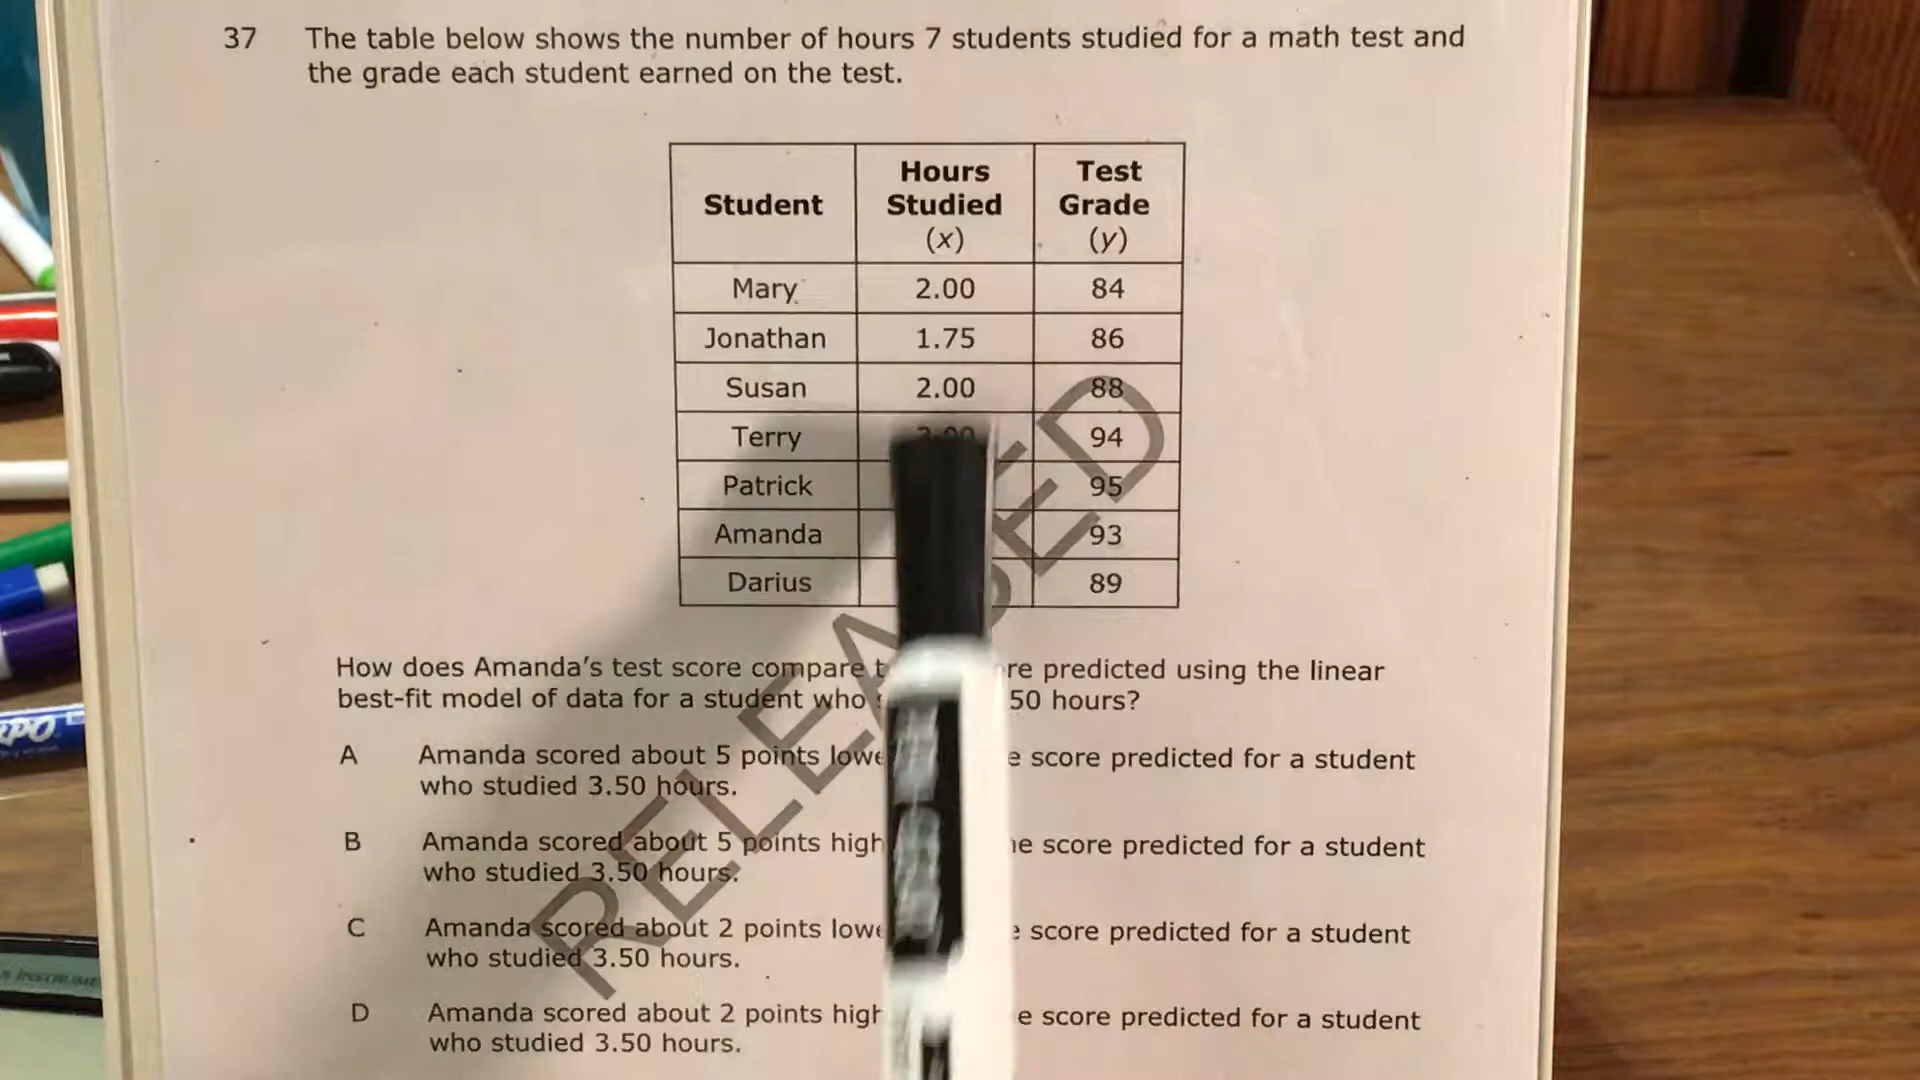 37 The table below shows the number of hours 7 students studied for a math test and
the grade each student earned on the test.
Student Hours Studied (x) Test Grade (y)
Mary 2.00 84
Jonathan 1.75 86
Susan 2.00 88
Terry 94
Patrick 95
Amanda 93
Darius 89
How does Amanda's test score compare predicted using the linear
best-fit model of data for a student who 50 hours?
A Amanda scored about 5 points score predicted for a student
who studied 3.50 hours.
B Amanda scored about 5 points score predicted for a student
who studied 3.50 hours.
C Amanda scored about 2 points score predicted for a student
who studied 3.50 hours.
D Amanda scored about 2 points score predicted for a student
who studied 3.50 hours.
RELEASED